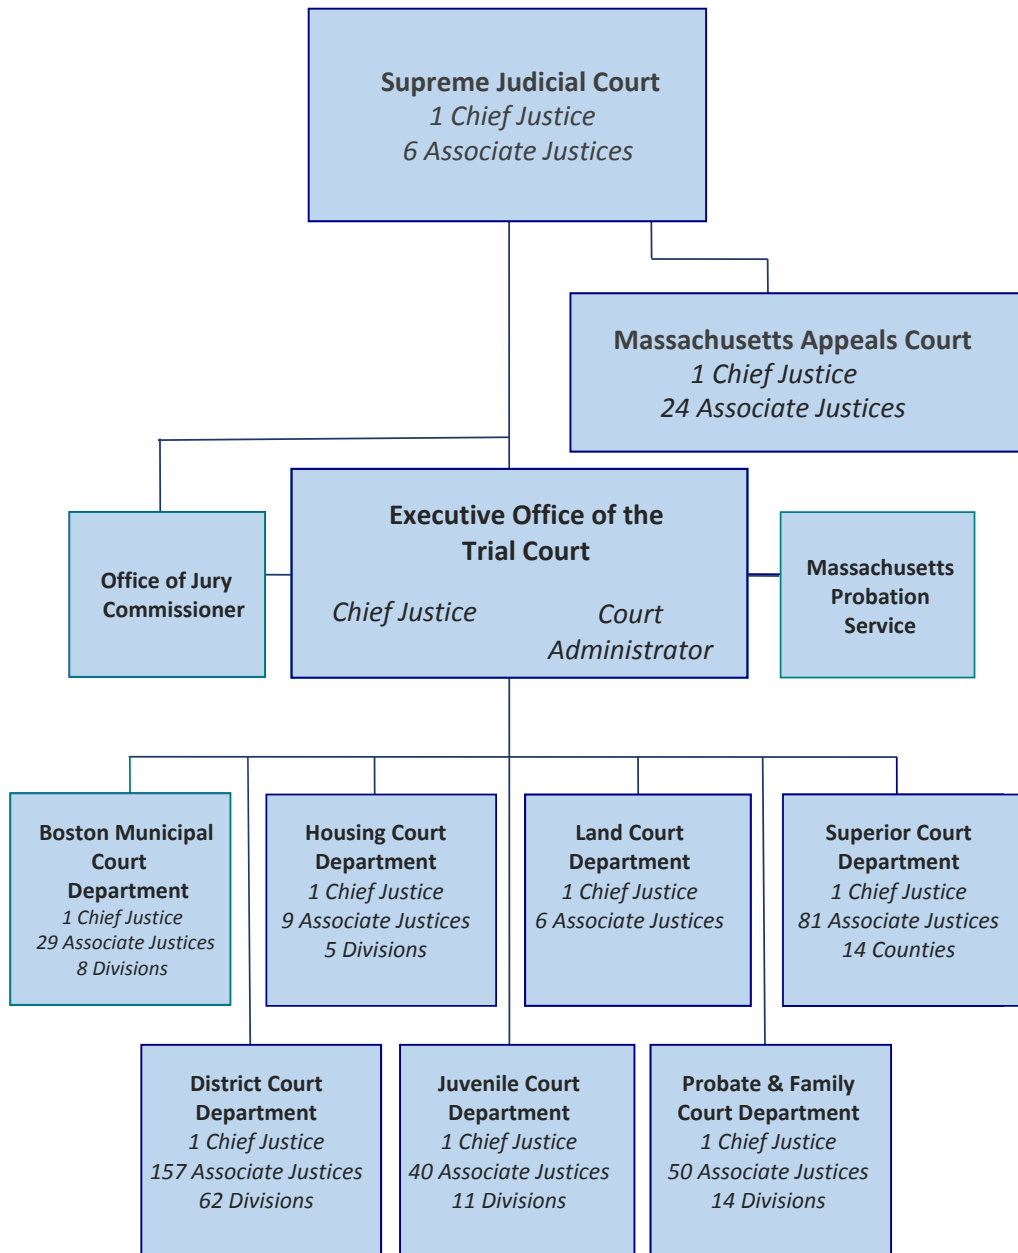 Supreme Judicial Court
1 Chief Justice
6 Associate Justices
Massachusetts Appeals Court
1 Chief Justice
24 Associate Justices
Office of Jury
Commissioner
Executive Office of the
Trial Court
Chief Justice
Court
Administrator
Massachusetts
Probation
Service
Boston Municipal
Court
Department
1 Chief Justice
29 Associate Justices
8 Divisions
Housing Court
Department
1 Chief Justice
9 Associate Justices
5 Divisions
Land Court
Department
1 Chief Justice
6 Associate Justices
Superior Court
Department
1 Chief Justice
81 Associate Justices
14 Counties
District Court
Department
1 Chief Justice
157 Associate Justices
62 Divisions
Juvenile Court
Department
1 Chief Justice
40 Associate Justices
11 Divisions
Probate & Family
Court Department
1 Chief Justice
50 Associate Justices
14 Divisions